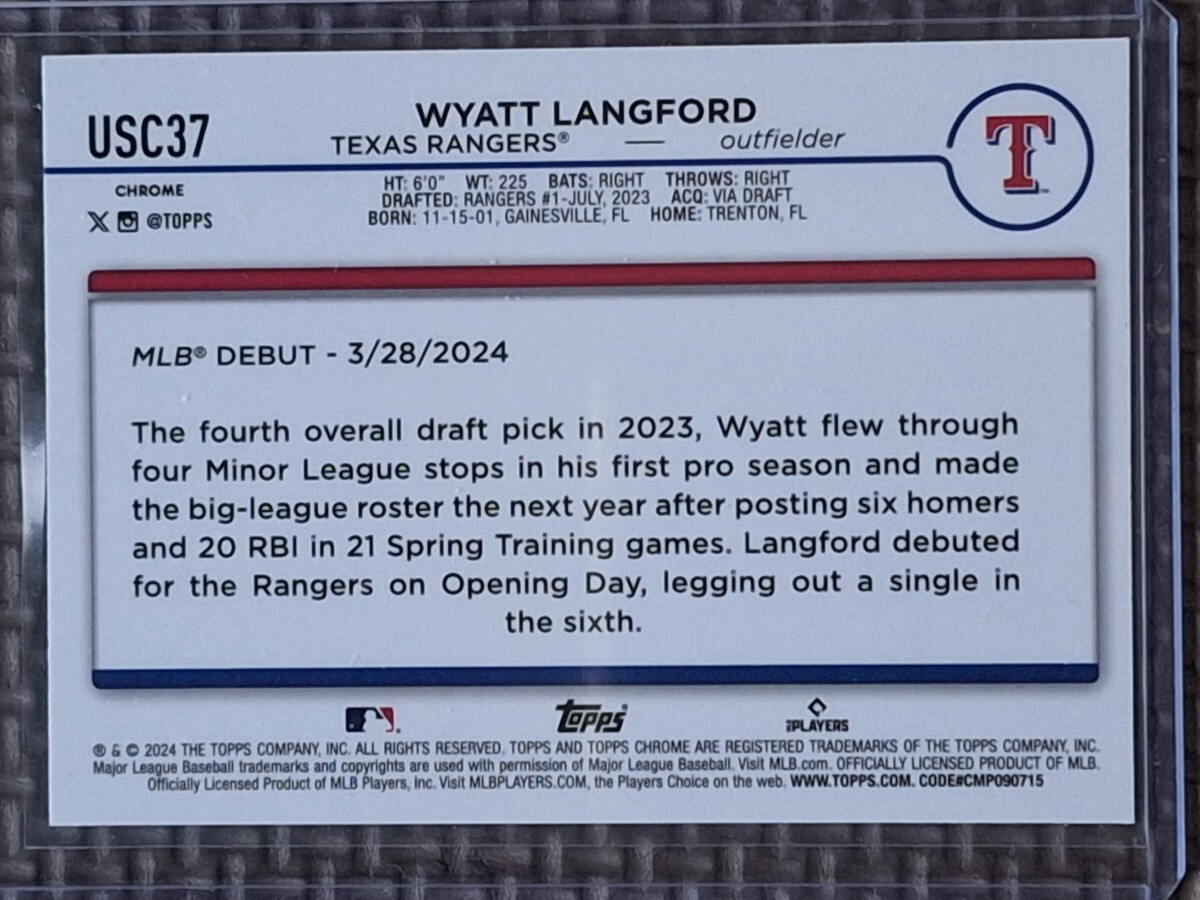 USC37
WYATT LANGFORD
TEXAS RANGERS® — outfielder
T
CHROME
@TOPPS
HT: 6'0" WT: 225 BATS: RIGHT THROWS: RIGHT
DRAFTED: RANGERS #1-JULY, 2023 ACQ: VIA DRAFT
BORN: 11-15-01, GAINESVILLE, FL HOME: TRENTON, FL
MLB® DEBUT - 3/28/2024
The fourth overall draft pick in 2023, Wyatt flew through
four Minor League stops in his first pro season and made
the big-league roster the next year after posting six homers
and 20 RBI in 21 Spring Training games. Langford debuted
for the Rangers on Opening Day, legging out a single in
the sixth.
Topps®
MLBPLAYERS
® & © 2024 THE TOPPS COMPANY, INC. ALL RIGHTS RESERVED. TOPPS AND TOPPS CHROME ARE REGISTERED TRADEMARKS OF THE TOPPS COMPANY, INC.
Major League Baseball trademarks and copyrights are used with permission of Major League Baseball. Visit MLB.com. OFFICIALLY LICENSED PRODUCT OF MLB.
Officially Licensed Product of MLB Players, Inc. Visit MLBPLAYERS.COM, the Players Choice on the web. WWW.TOPPS.COM. CODE#CMP090715